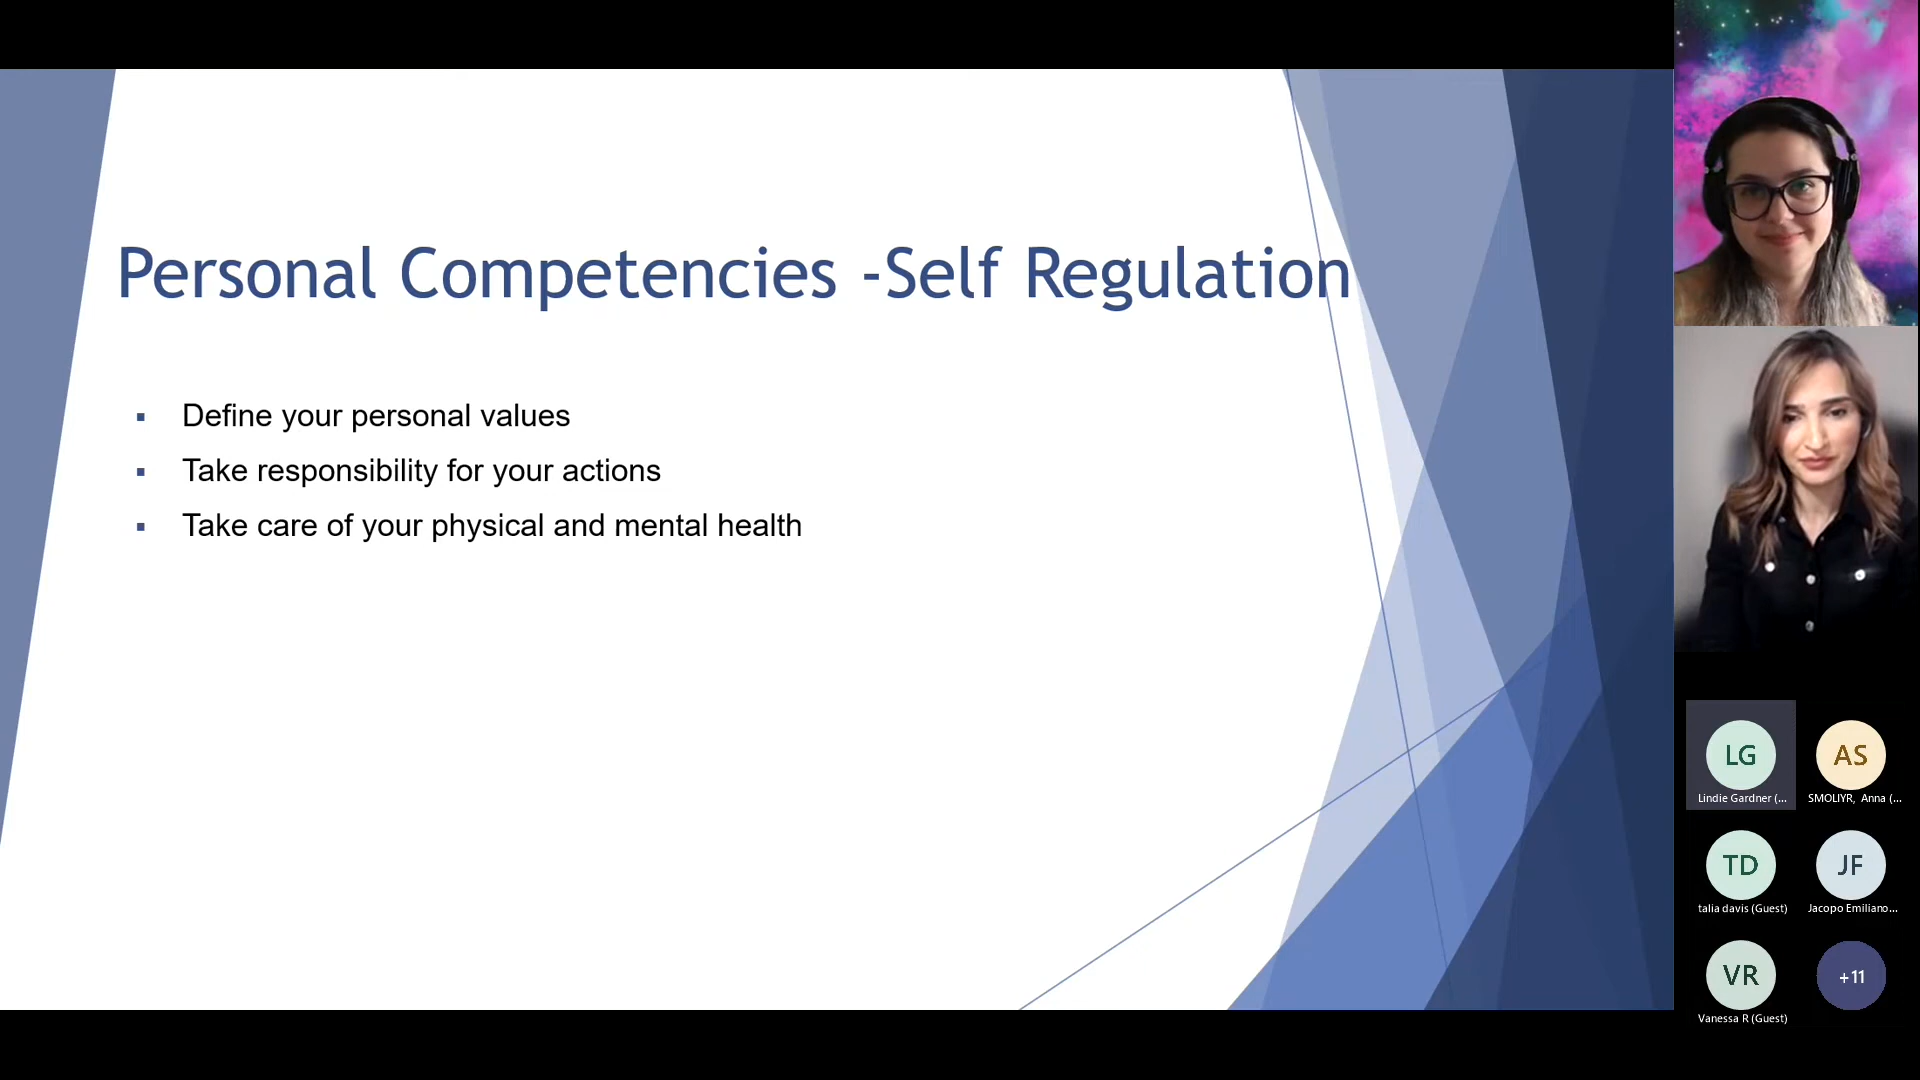 Personal Competencies -Self Regulation
Define your personal values
Take responsibility for your actions
Take care of your physical and mental health
LG
Lindie Gardner (...
AS
SMOLIYR, Anna (...
TD
talia davis (Guest)
JF
Jacopo Emiliano...
VR
Vanessa R (Guest)
+11